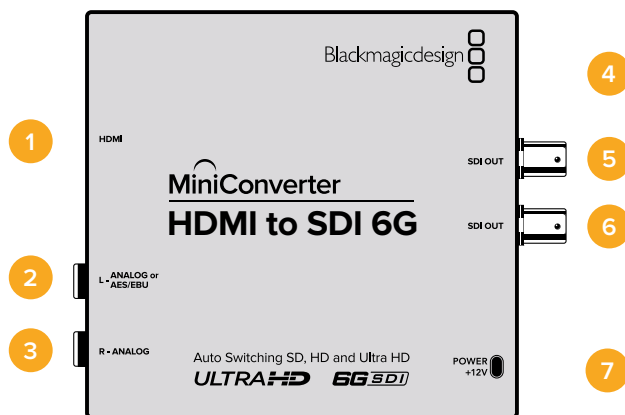 Blackmagicdesign
4
1
HDMI
SDI OUT
5
MiniConverter
HDMI to SDI 6G
SDI OUT
6
2
L - ANALOG or
AES/EBU
3
R - ANALOG
Auto Switching SD, HD and Ultra HD
ULTRA HD 6G SDI
POWER
+12V
7